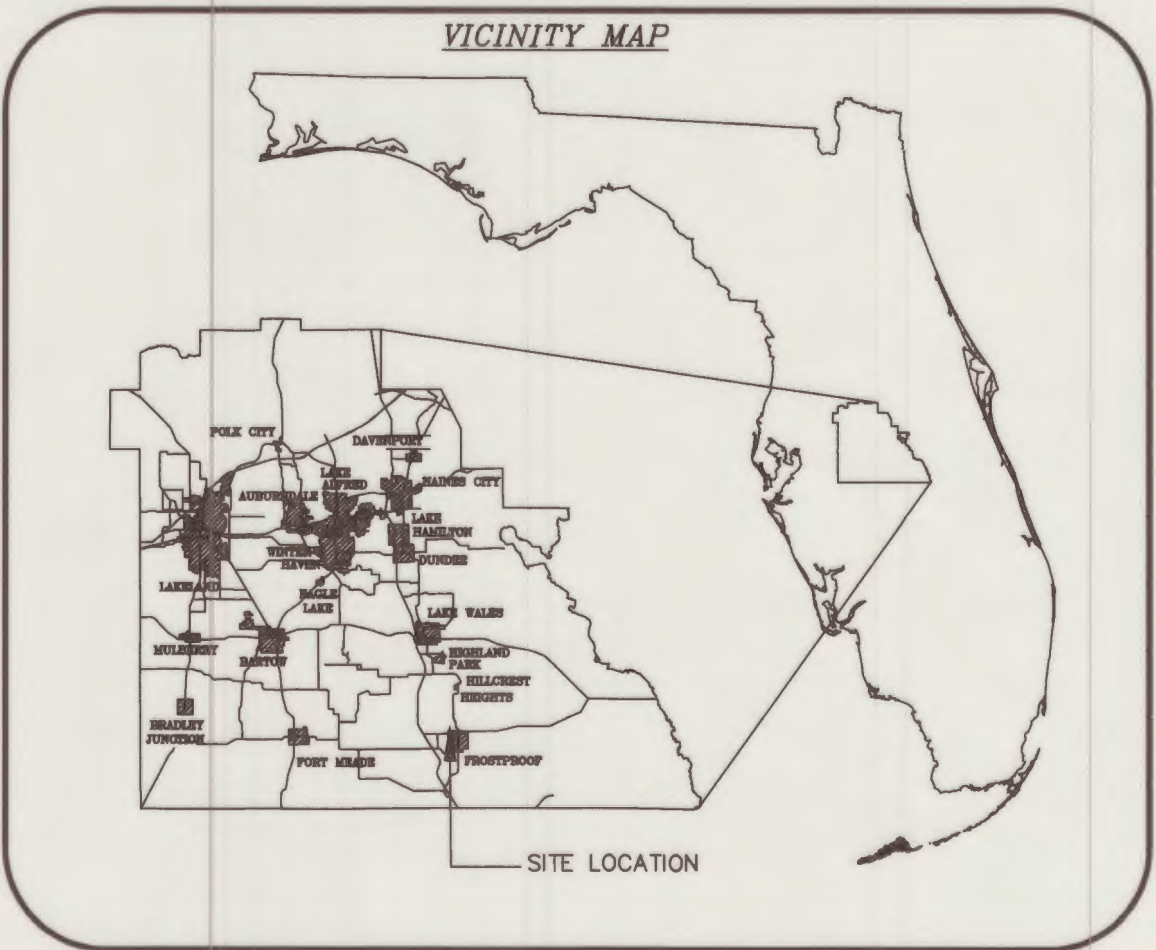 VICINITY MAP
POLK CITY
DAVENPORT
LAKE
ALFRED
HAINES CITY
AUBURNDALE
LAKE
HAMILTON
WINTER
HAVEN
DUNDEE
LAKELAND
EAGLE
LAKE
LAKE WALES
MULBERRY
BARTOW
HIGHLAND
PARK
HILLCREST
HEIGHTS
BRADLEY
JUNCTION
FORT MEADE
FROSTPROOF
SITE LOCATION